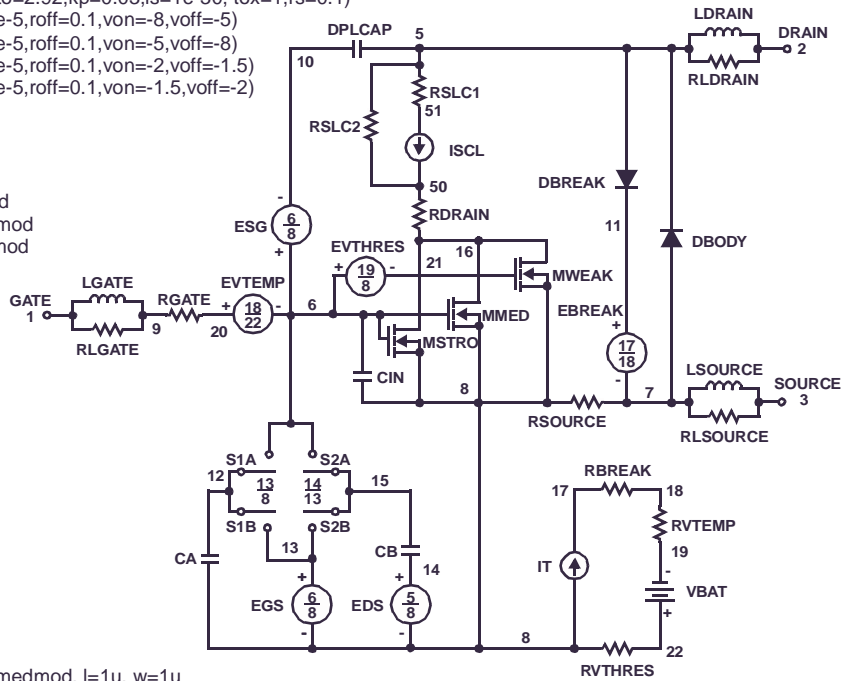 to=2.92,kp=0.03,is=1e-30, tox=1,rs=0.1)
e-5,roff=0.1,von=-8,voff=-5)
e-5,roff=0.1,von=-5,voff=-8)
e-5,roff=0.1,von=-2,voff=-1.5)
e-5,roff=0.1,von=-1.5,voff=-2)
d
mod
mod
LDRAIN
DPLCAP 5 DRAIN
10 2
RLDRAIN
RSLC1
51
RSLC2
ISCL
50
DBREAK
RDRAIN
11
DBODY
-
ESG 6/8
+
EVTHRES
16
+ 19/8 - 21
MWEAK
LGATE
EVTEMP
GATE
1
RGATE + 18/22 - 6
9 20
RLGATE
MMED
EBREAK
+
17/18
-
MSTRO
CIN
8
RSOURCE
7
LSOURCE
SOURCE
3
RLSOURCE
S1A S2A
12 13/8 14/13 15
S1B S2B
13
CA
CB
14
+ +
EGS 6/8 EDS 5/8
- -
RBREAK
17 18
RVTEMP
19
IT
-
VBAT
+
8
22
RVTHRES
medmod, l=1u, w=1u